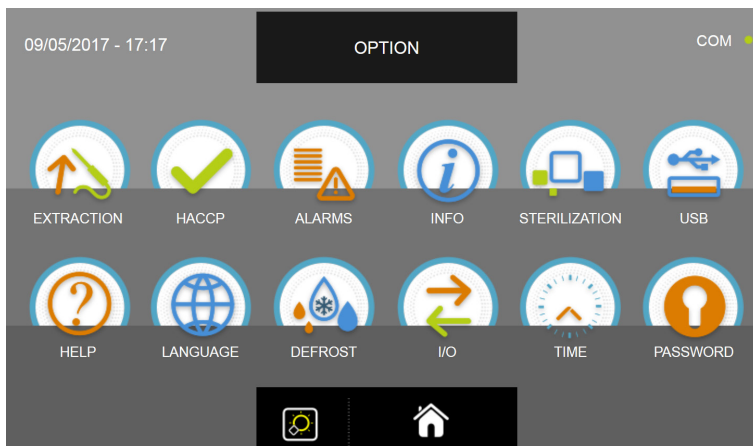 09/05/2017 - 17:17
OPTION
COM
EXTRACTION
HACCP
ALARMS
INFO
STERILIZATION
USB
HELP
LANGUAGE
DEFROST
I/O
TIME
PASSWORD